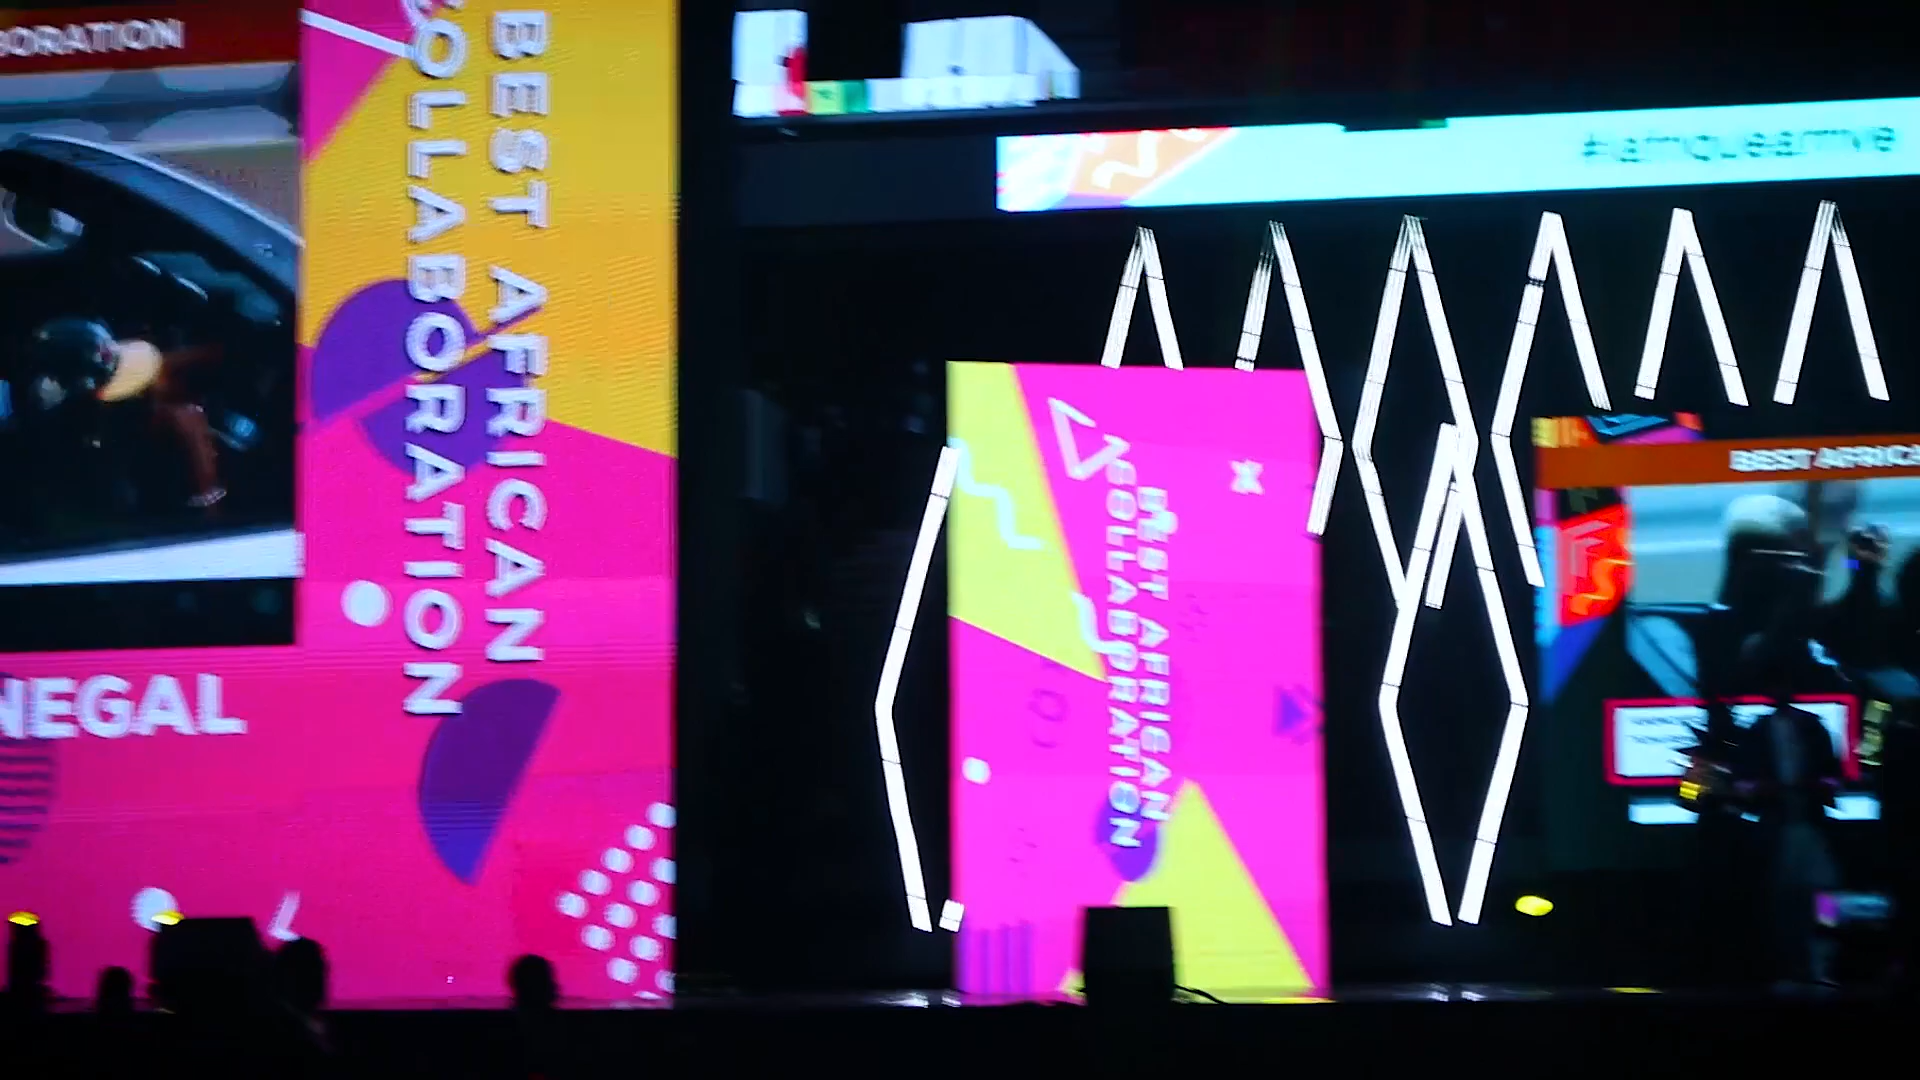 BORATION
BEST AFRICAN
COLLABORATION
NEGAL
BEST AFRICAN
COLLABORATION
BEST AFRICA